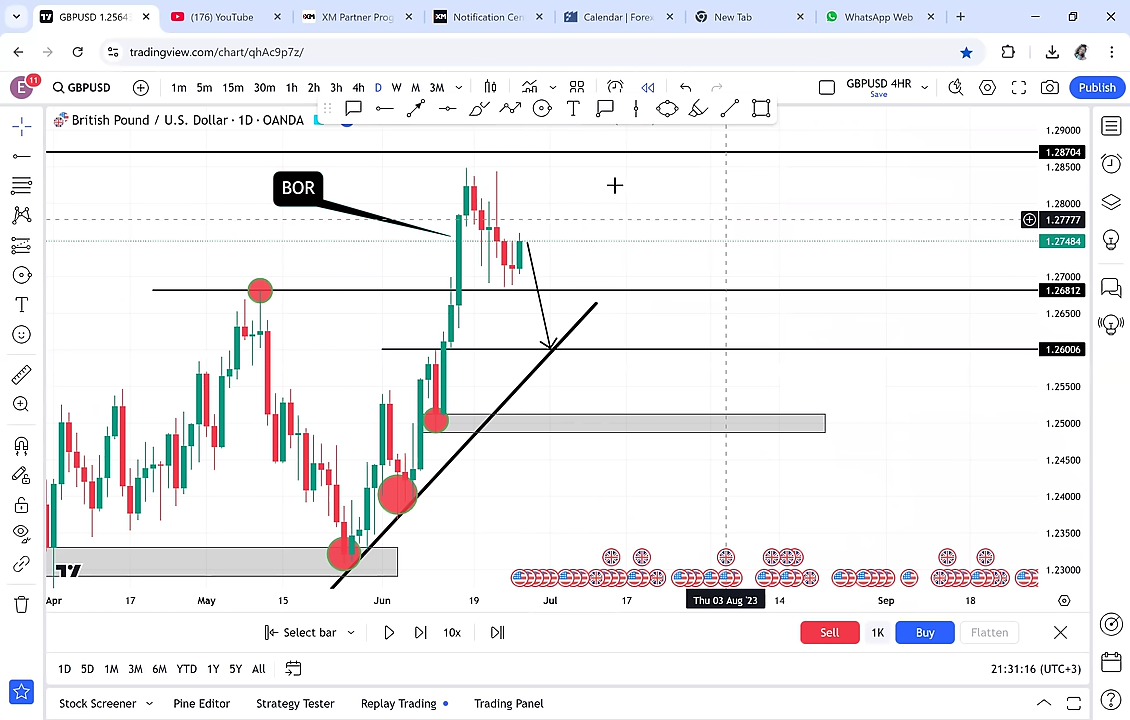 GBPUSD 1.2564
(176) YouTube
XM Partner Prog
Notification Cen
Calendar | Forex
New Tab
WhatsApp Web
tradingview.com/chart/qhAc9p7z/
E 11 GBPUSD 1m 5m 15m 30m 1h 2h 3h 4h D W M 3M GBPUSD 4HR Save Publish
British Pound / U.S. Dollar · 1D · OANDA
BOR
1.29000
1.28704
1.28500
1.28000
1.27777
1.27484
1.27000
1.26812
1.26500
1.26006
1.25500
1.25000
1.24500
1.24000
1.23500
1.23000
Apr 17 May 15 Jun 19 Jul 17 Thu 03 Aug '23 14 Sep 18
Select bar 10x Sell 1K Buy Flatten
1D 5D 1M 3M 6M YTD 1Y 5Y All 21:31:16 (UTC+3)
Stock Screener Pine Editor Strategy Tester Replay Trading Trading Panel